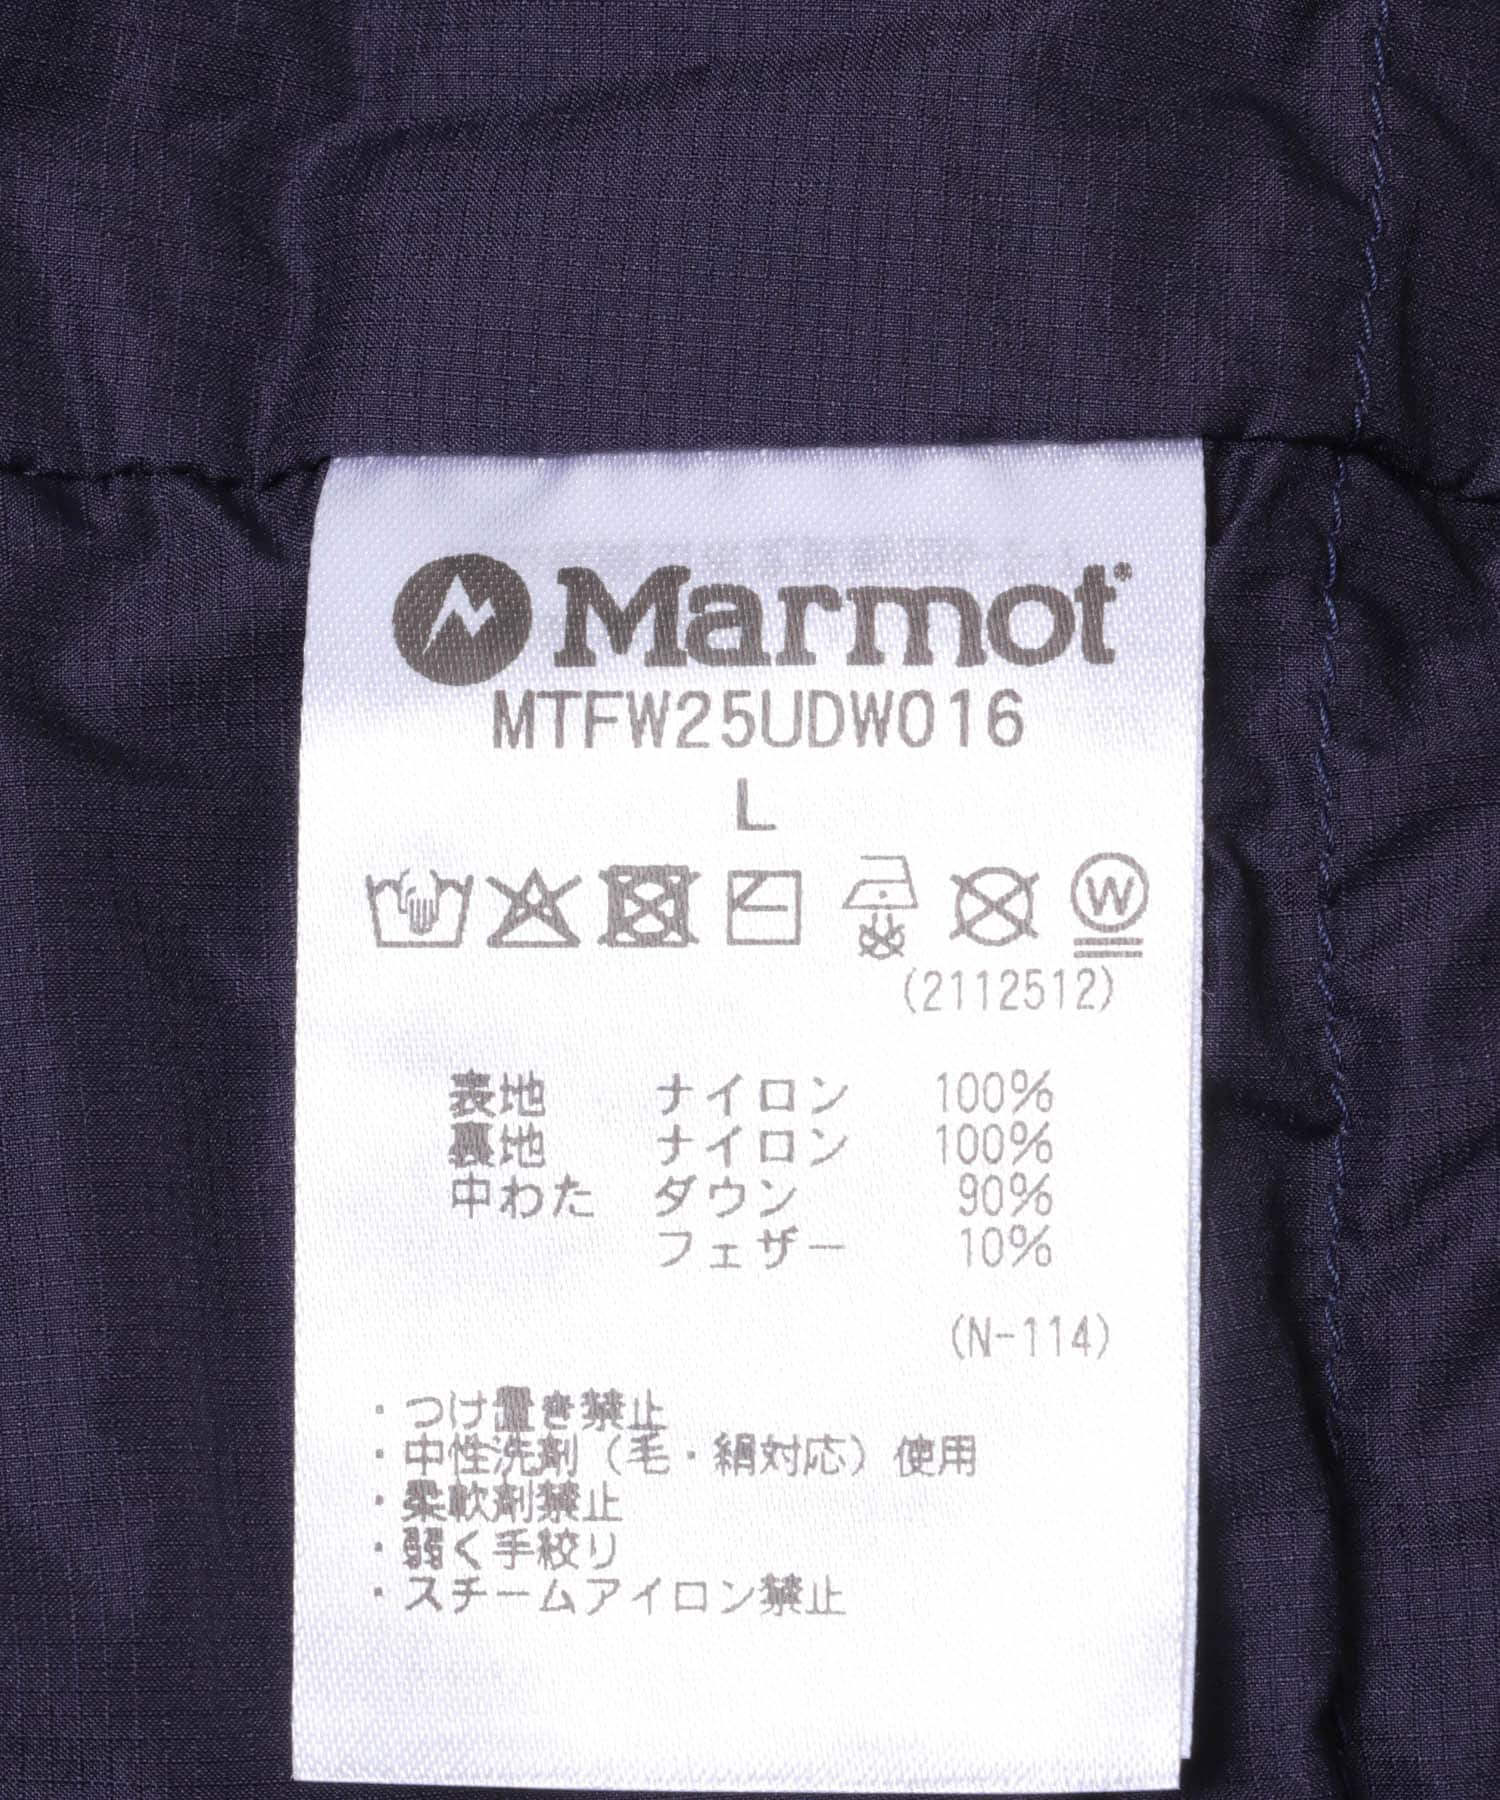 Marmot®
MTFW25UDW016
L
W
(2112512)
表地 ナイロン 100%
裏地 ナイロン 100%
中わた ダウン 90%
フェザー 10%
(N-114)
・つけ置き禁止
・中性洗剤（毛・絹対応）使用
・柔軟剤禁止
・弱く手絞り
・スチームアイロン禁止